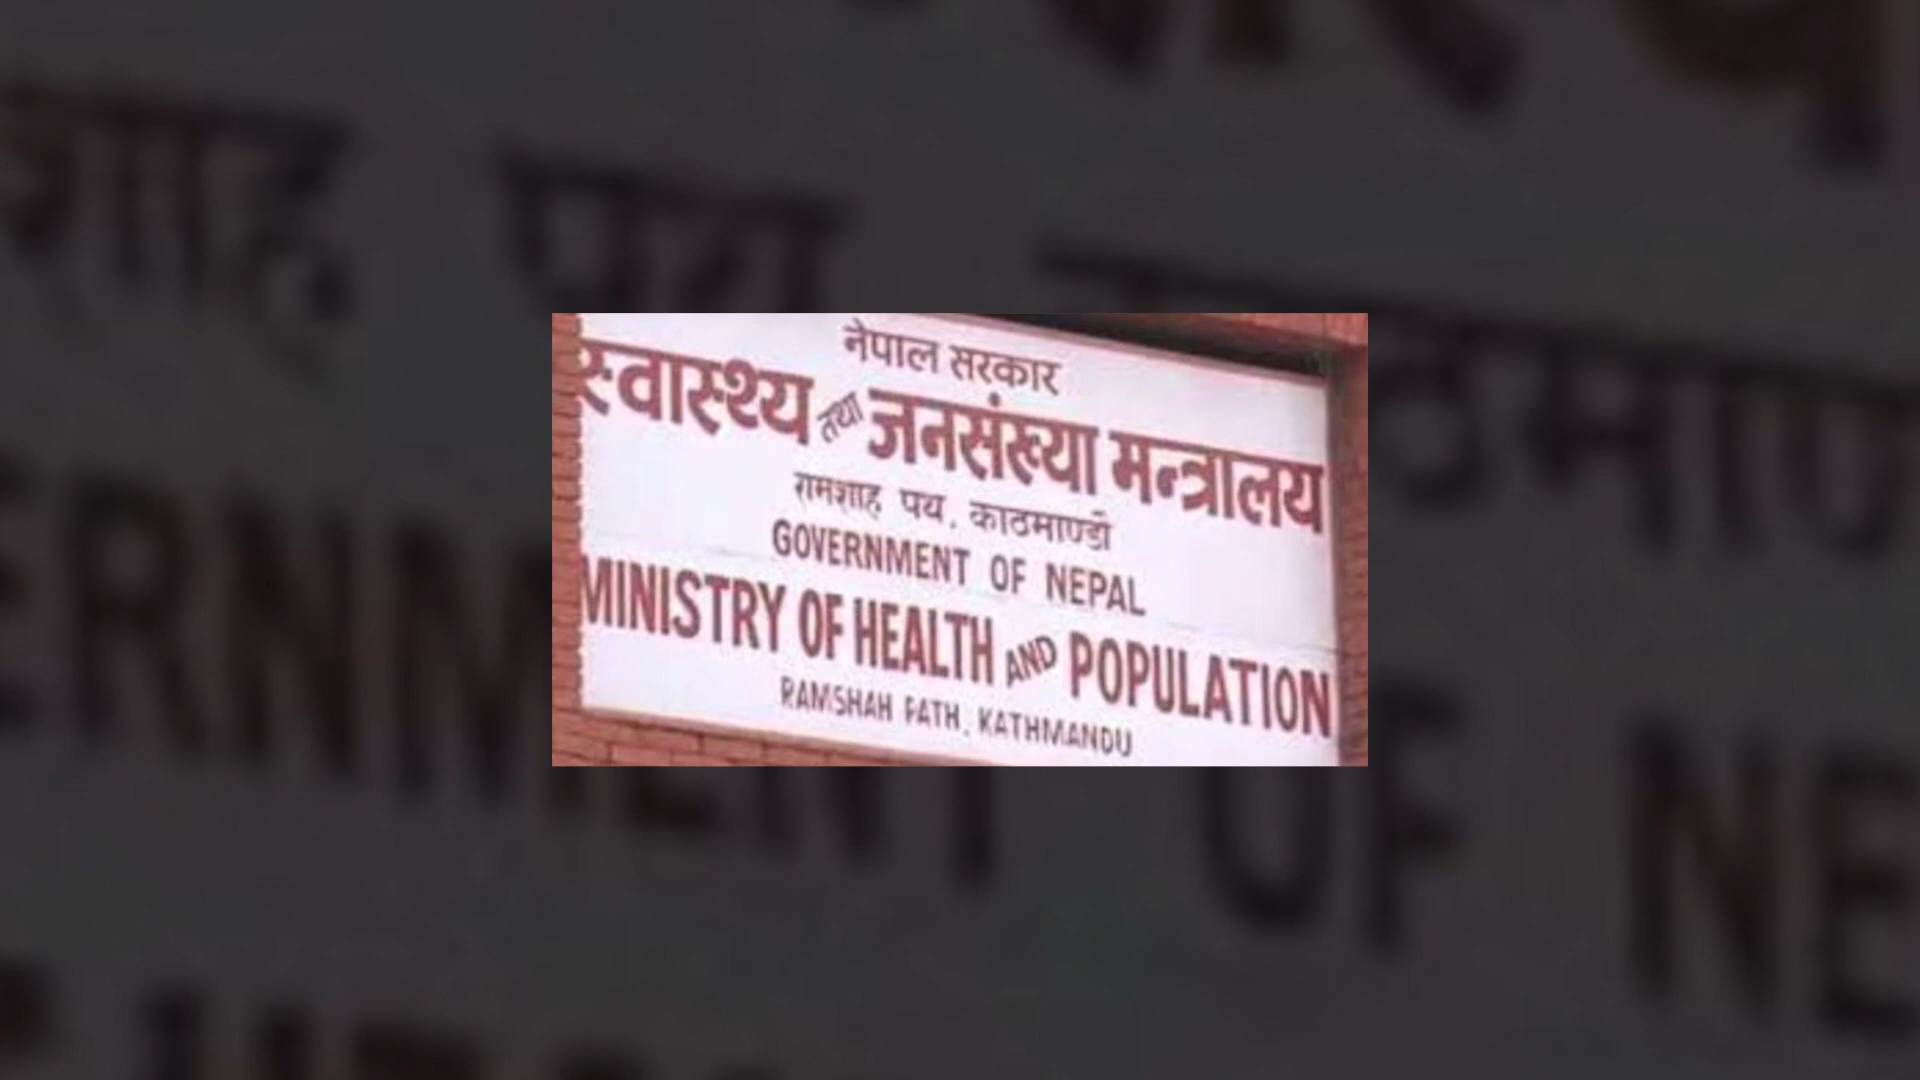 नेपाल सरकार
स्वास्थ्य तथा जनसंख्या मन्त्रालय
रामशाह पथ, काठमाण्डौ
GOVERNMENT OF NEPAL
MINISTRY OF HEALTH AND POPULATION
RAMSHAH PATH, KATHMANDU